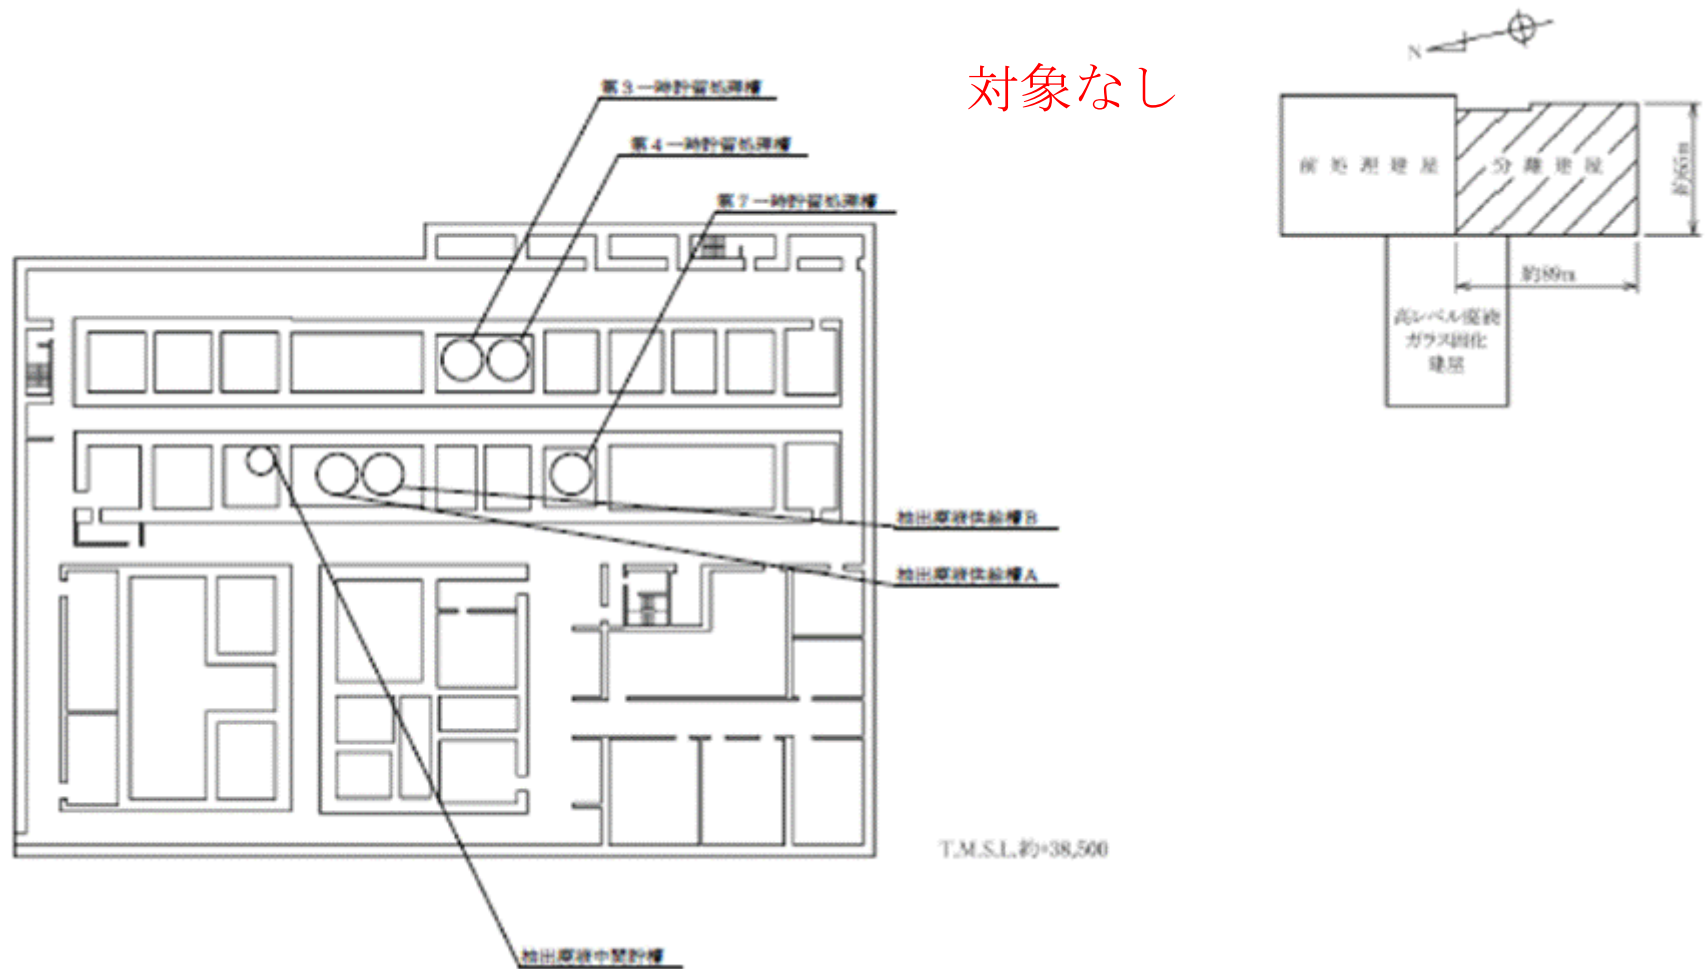 対象なし
N
第3一時貯留処理槽
第4一時貯留処理槽
第7一時貯留処理槽
前処理建屋
分離建屋
約65m
約89m
高レベル廃液
ガラス固化
建屋
抽出廃液供給槽B
抽出廃液供給槽A
T.M.S.L.約+38,500
抽出廃液中間貯槽